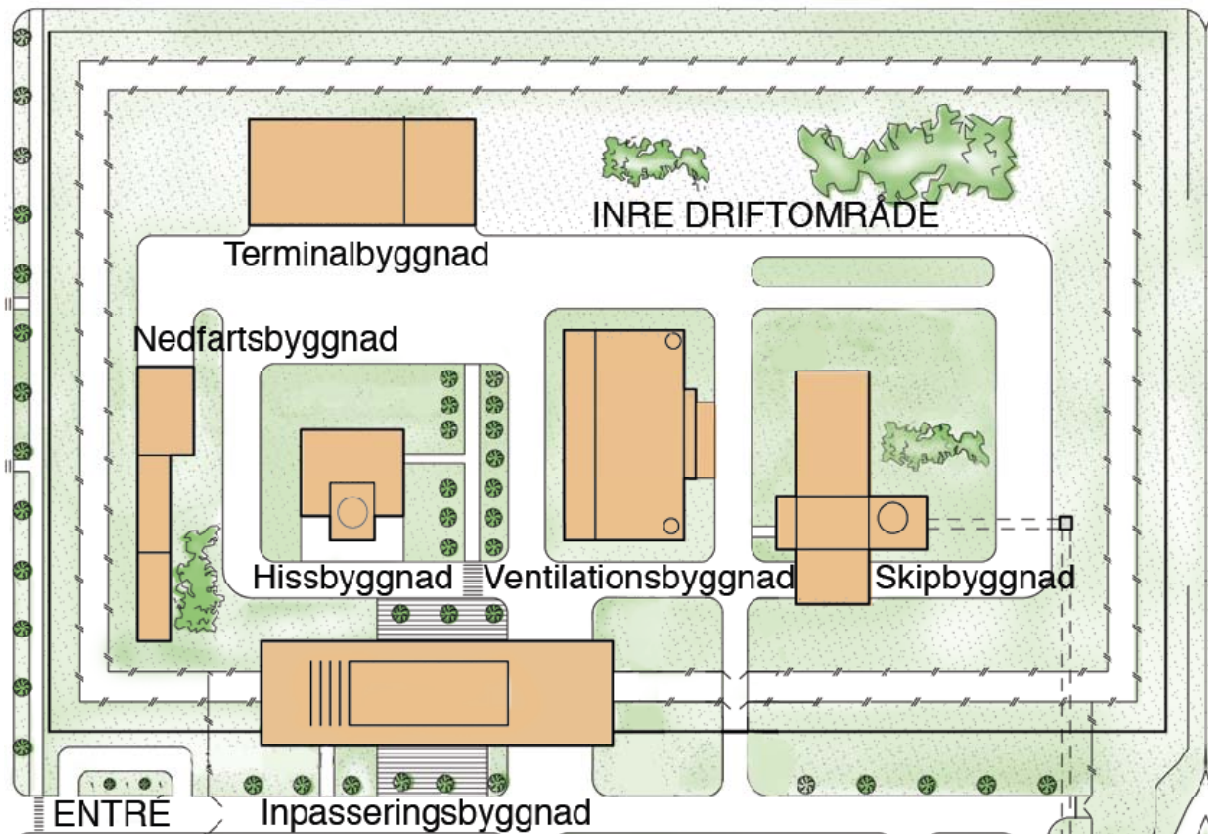 INRE DRIFTOMRÅDE
Terminalbyggnad
Nedfartsbyggnad
Hissbyggnad
Ventilationsbyggnad
Skipbyggnad
ENTRÉ
Inpasseringsbyggnad